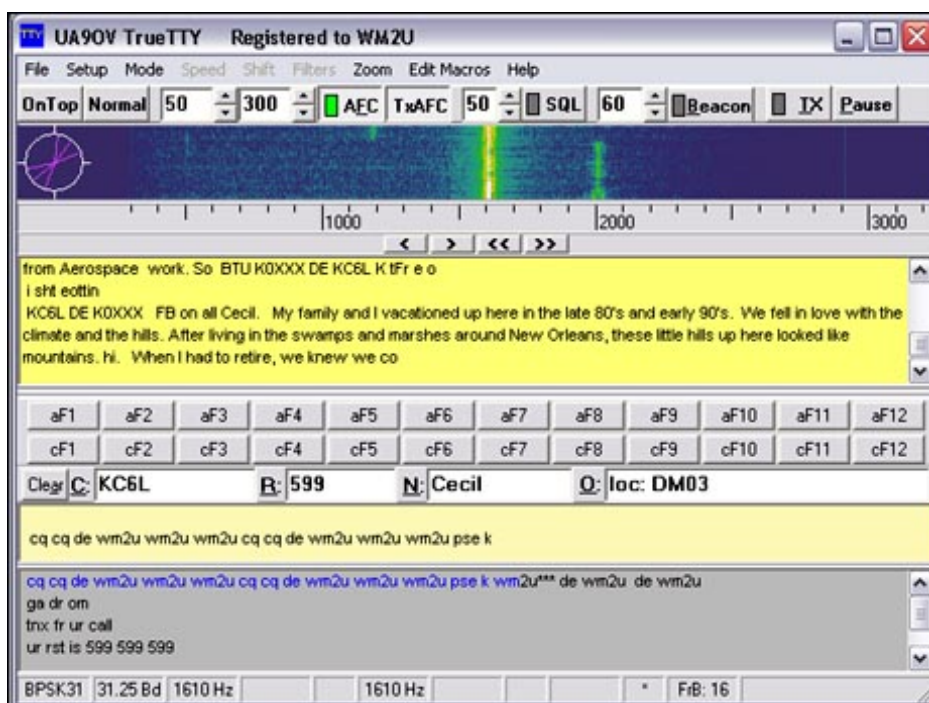 TTY UA9OV TrueTTY Registered to WM2U
File Setup Mode Speed Shift Filters Zoom Edit Macros Help
OnTop Normal 50 300 AFC TxAFC 50 SQL 60 Beacon TX Pause
1000 2000 3000
< > << >>
from Aerospace work. So BTU K0XXX DE KC6L K tFr e o
i sht eottin
KC6L DE K0XXX FB on all Cecil. My family and I vacationed up here in the late 80's and early 90's. We fell in love with the
climate and the hills. After living in the swamps and marshes around New Orleans, these little hills up here looked like
mountains. hi. When I had to retire, we knew we co
aF1 aF2 aF3 aF4 aF5 aF6 aF7 aF8 aF9 aF10 aF11 aF12
cF1 cF2 cF3 cF4 cF5 cF6 cF7 cF8 cF9 cF10 cF11 cF12
Clear C: KC6L R: 599 N: Cecil Q: loc: DM03
cq cq de wm2u wm2u wm2u cq cq de wm2u wm2u wm2u pse k
cq cq de wm2u wm2u wm2u cq cq de wm2u wm2u wm2u pse k wm2u*** de wm2u de wm2u
ga dr om
tnx fr ur call
ur rst is 599 599 599
BPSK31 31.25 Bd 1610 Hz 1610 Hz * FrB: 16